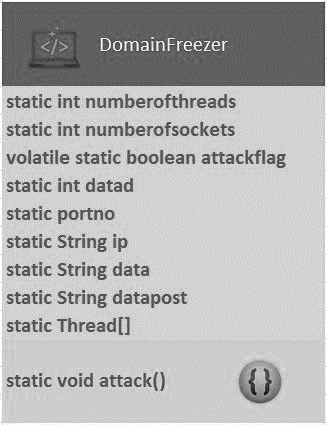 </>
DomainFreezer
static int numberofthreads
static int numberofsockets
volatile static boolean attackflag
static int datad
static portno
static String ip
static String data
static String datapost
static Thread[]
static void attack()
{}